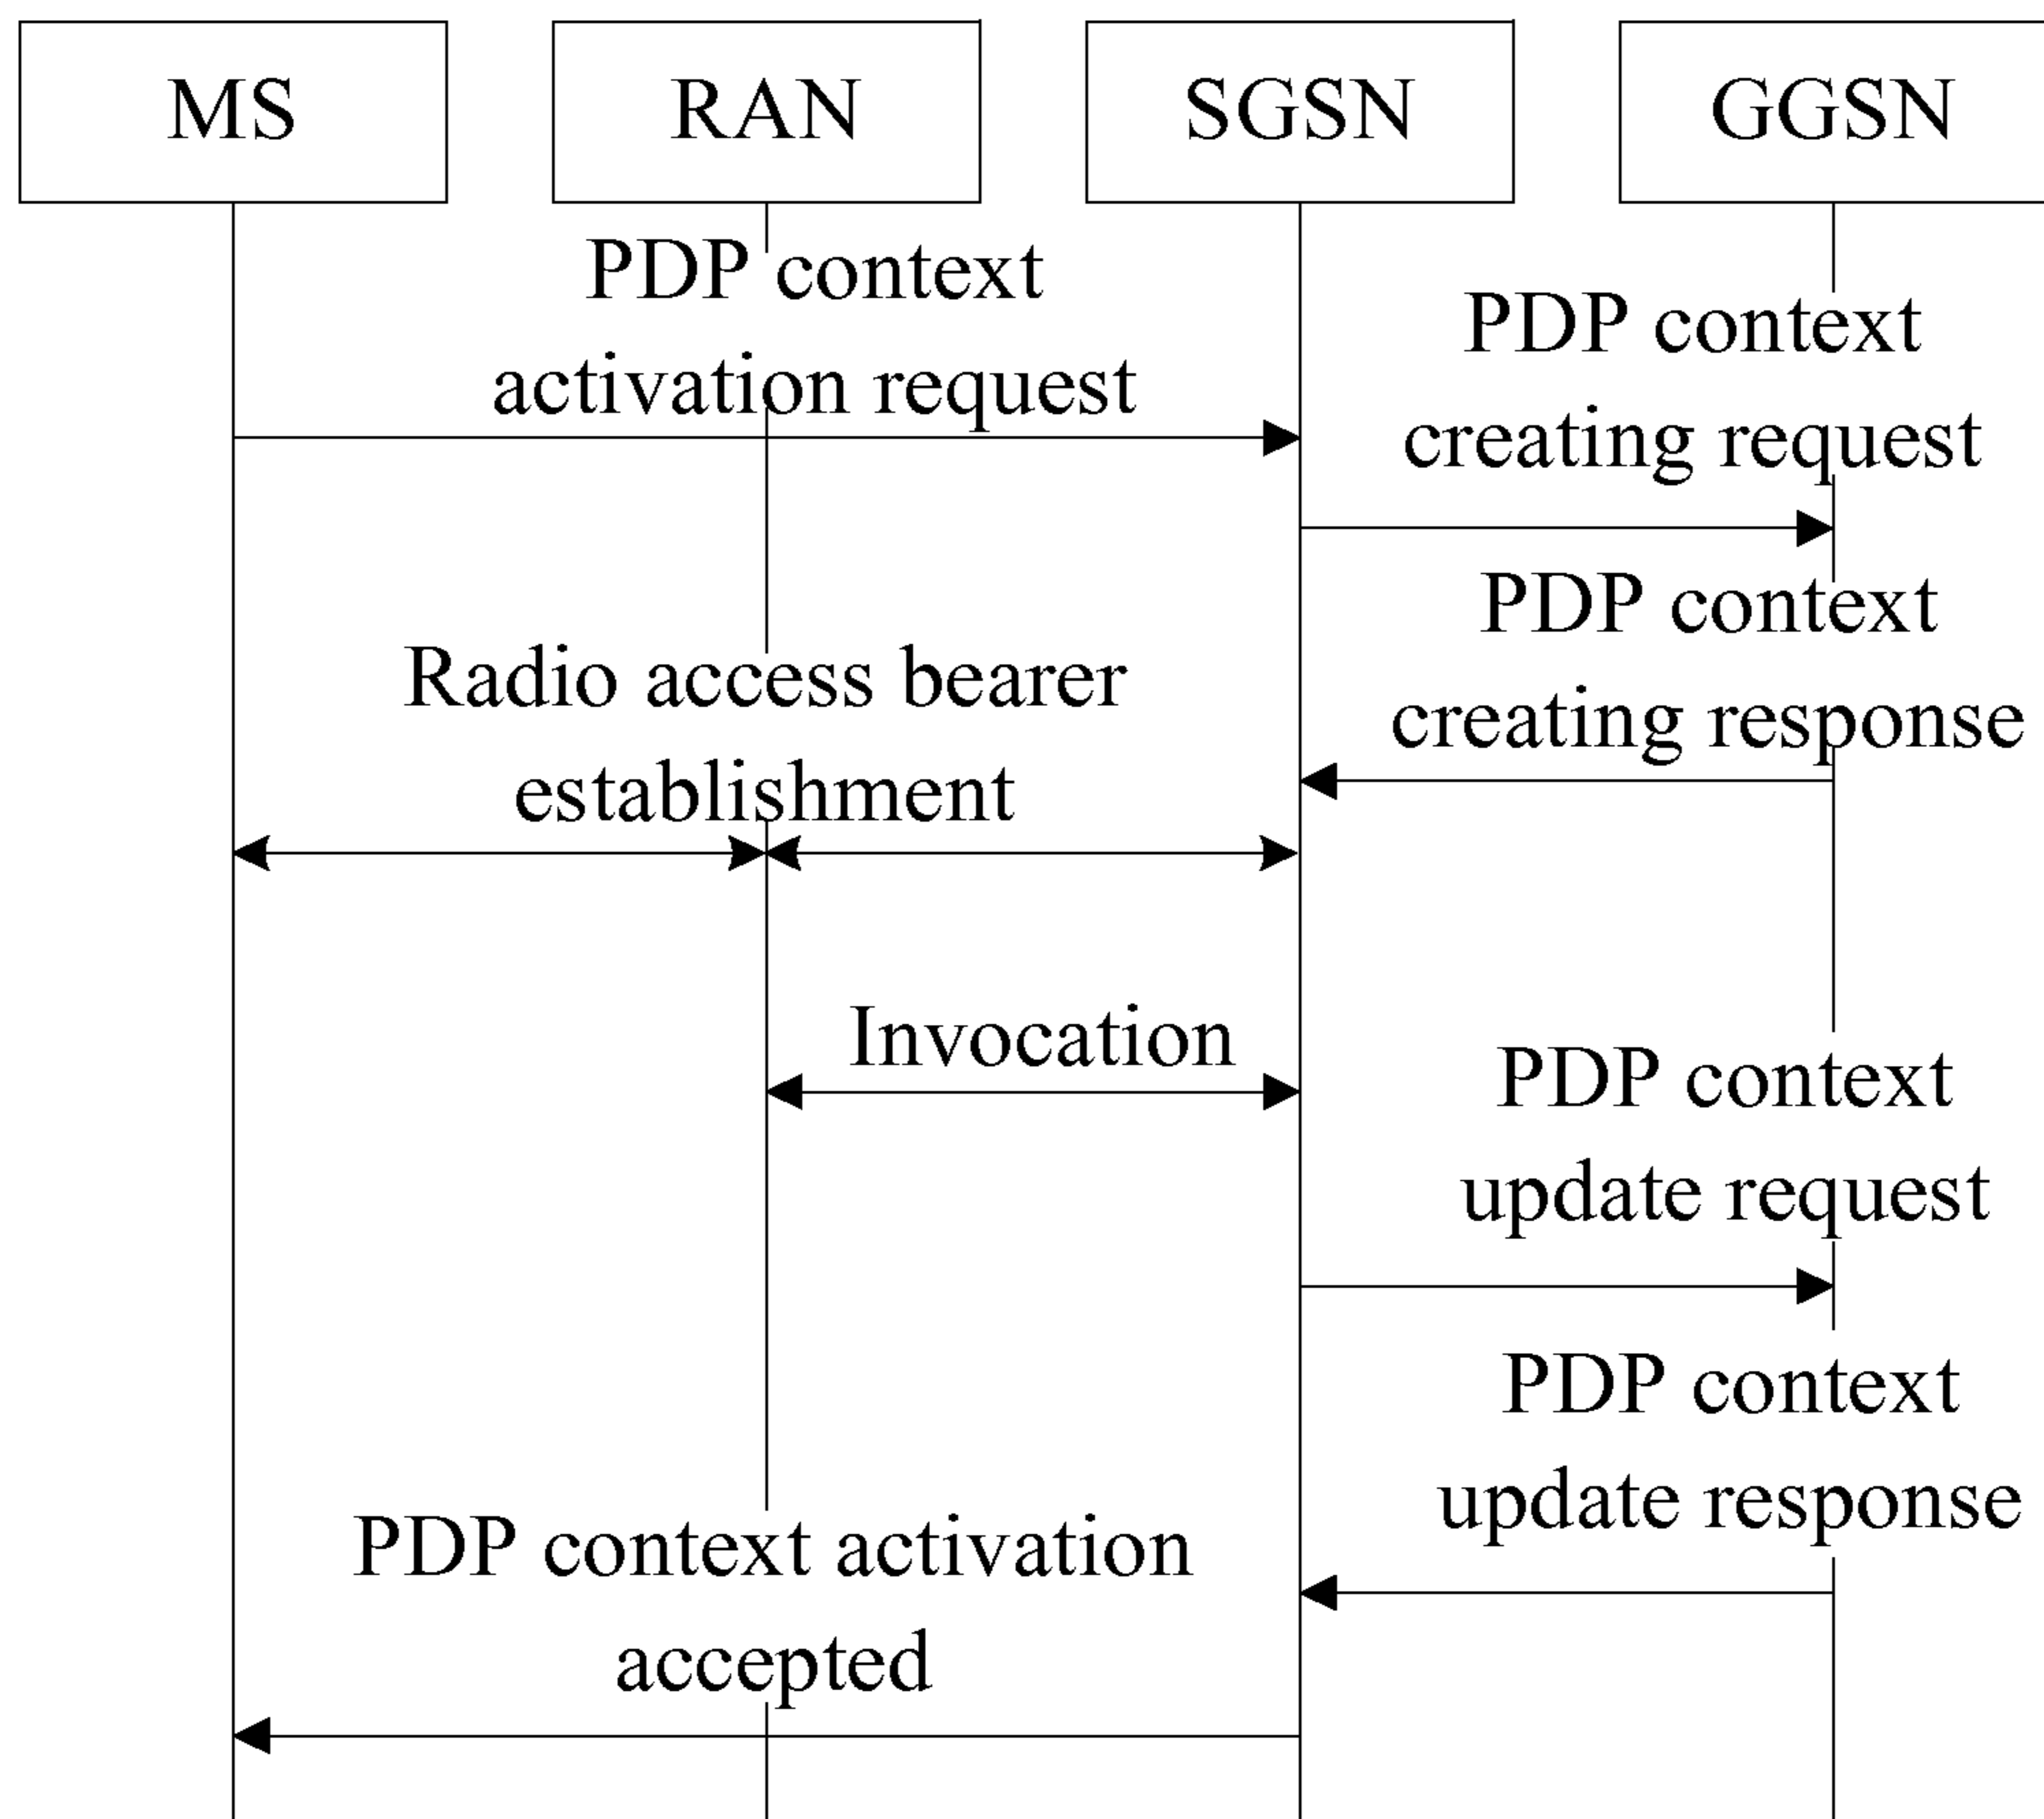 MS
RAN
SGSN
GGSN
PDP context
activation request
PDP context
creating request
PDP context
creating response
Radio access bearer
establishment
Invocation
PDP context
update request
PDP context
update response
PDP context activation
accepted